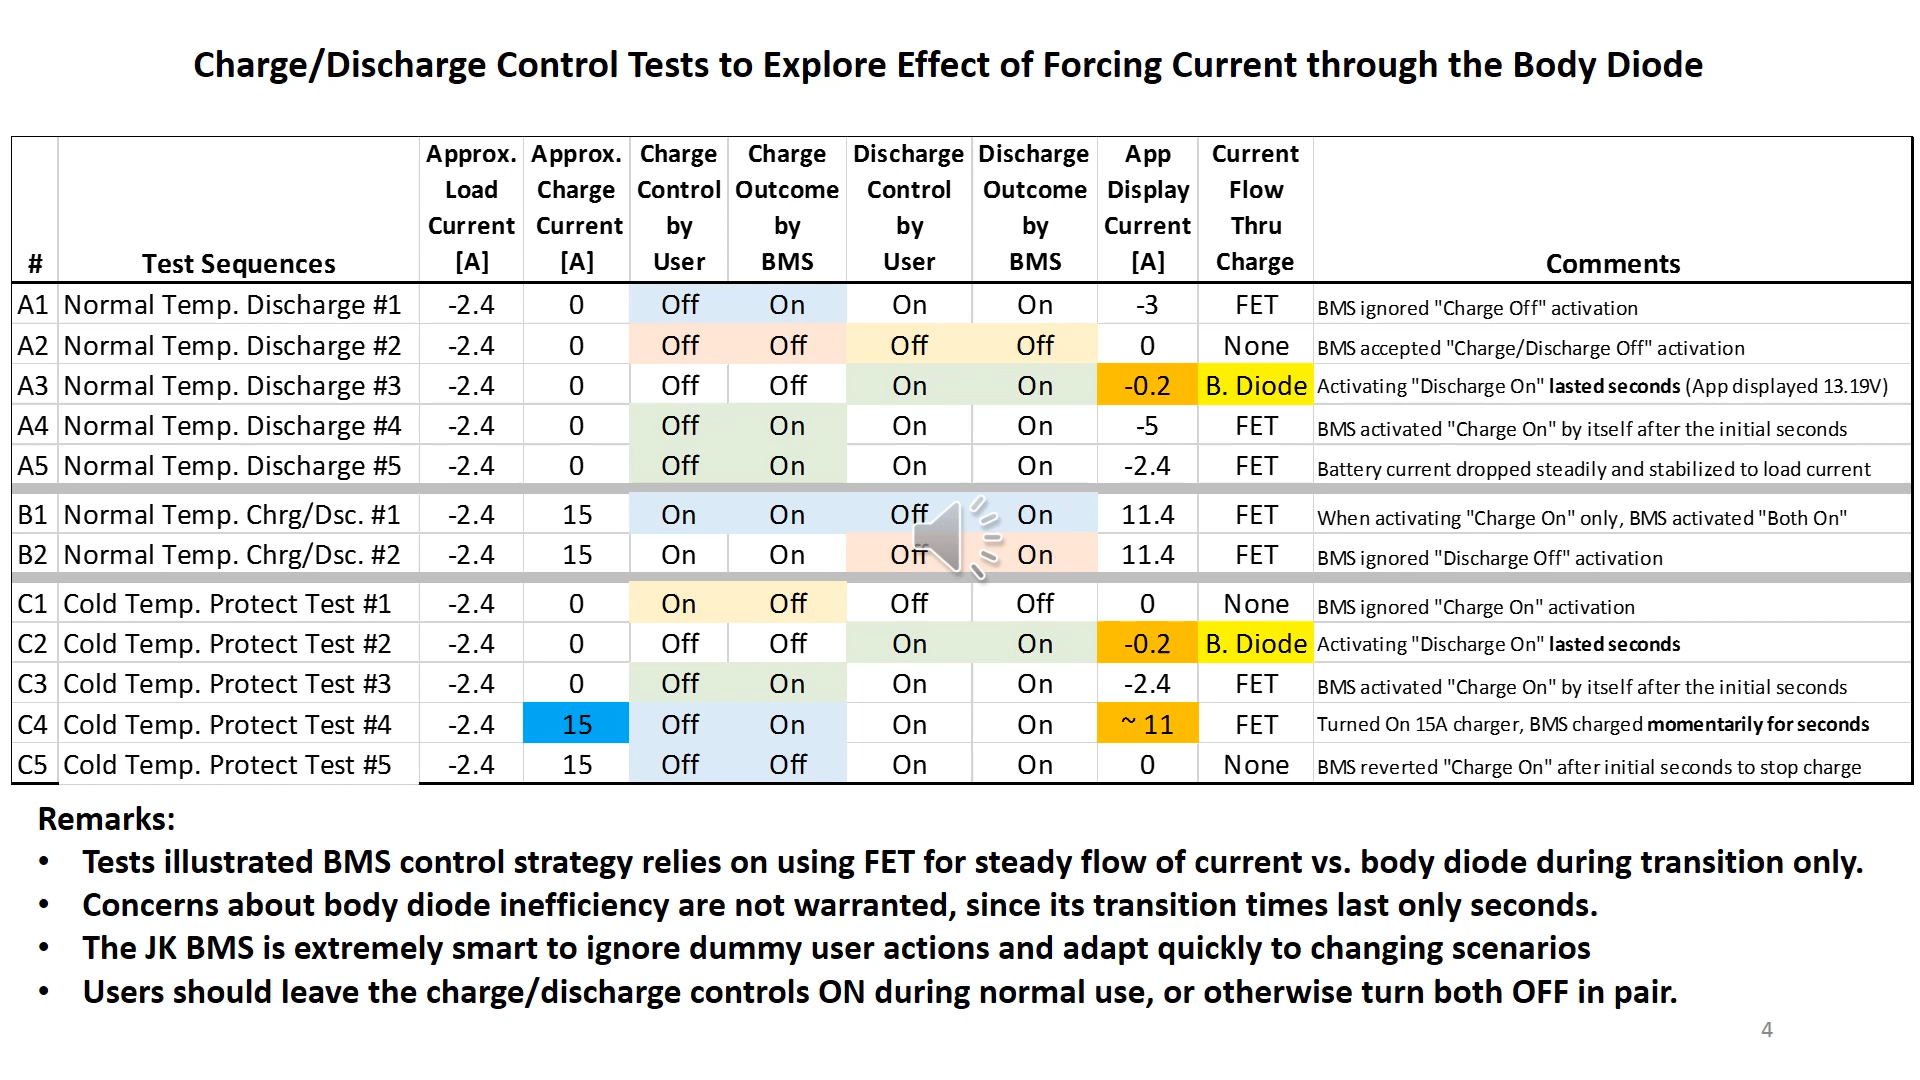 Charge/Discharge Control Tests to Explore Effect of Forcing Current through the Body Diode
# Test Sequences Approx. Load Current [A] Approx. Charge Current [A] Charge Control by User Charge Outcome by BMS Discharge Control by User Discharge Outcome by BMS App Display Current [A] Current Flow Thru Charge Comments
A1 Normal Temp. Discharge #1 -2.4 0 Off On On On -3 FET BMS ignored "Charge Off" activation
A2 Normal Temp. Discharge #2 -2.4 0 Off Off Off Off 0 None BMS accepted "Charge/Discharge Off" activation
A3 Normal Temp. Discharge #3 -2.4 0 Off Off On On -0.2 B. Diode Activating "Discharge On" lasted seconds (App displayed 13.19V)
A4 Normal Temp. Discharge #4 -2.4 0 Off On On On -5 FET BMS activated "Charge On" by itself after the initial seconds
A5 Normal Temp. Discharge #5 -2.4 0 Off On On On -2.4 FET Battery current dropped steadily and stabilized to load current
B1 Normal Temp. Chrg/Dsc. #1 -2.4 15 On On Off On 11.4 FET When activating "Charge On" only, BMS activated "Both On"
B2 Normal Temp. Chrg/Dsc. #2 -2.4 15 On On Off On 11.4 FET BMS ignored "Discharge Off" activation
C1 Cold Temp. Protect Test #1 -2.4 0 On Off Off Off 0 None BMS ignored "Charge On" activation
C2 Cold Temp. Protect Test #2 -2.4 0 Off Off On On -0.2 B. Diode Activating "Discharge On" lasted seconds
C3 Cold Temp. Protect Test #3 -2.4 0 Off On On On -2.4 FET BMS activated "Charge On" by itself after the initial seconds
C4 Cold Temp. Protect Test #4 -2.4 15 Off On On On ~ 11 FET Turned On 15A charger, BMS charged momentarily for seconds
C5 Cold Temp. Protect Test #5 -2.4 15 Off Off On On 0 None BMS reverted "Charge On" after initial seconds to stop charge
Remarks:
• Tests illustrated BMS control strategy relies on using FET for steady flow of current vs. body diode during transition only.
• Concerns about body diode inefficiency are not warranted, since its transition times last only seconds.
• The JK BMS is extremely smart to ignore dummy user actions and adapt quickly to changing scenarios
• Users should leave the charge/discharge controls ON during normal use, or otherwise turn both OFF in pair.
4